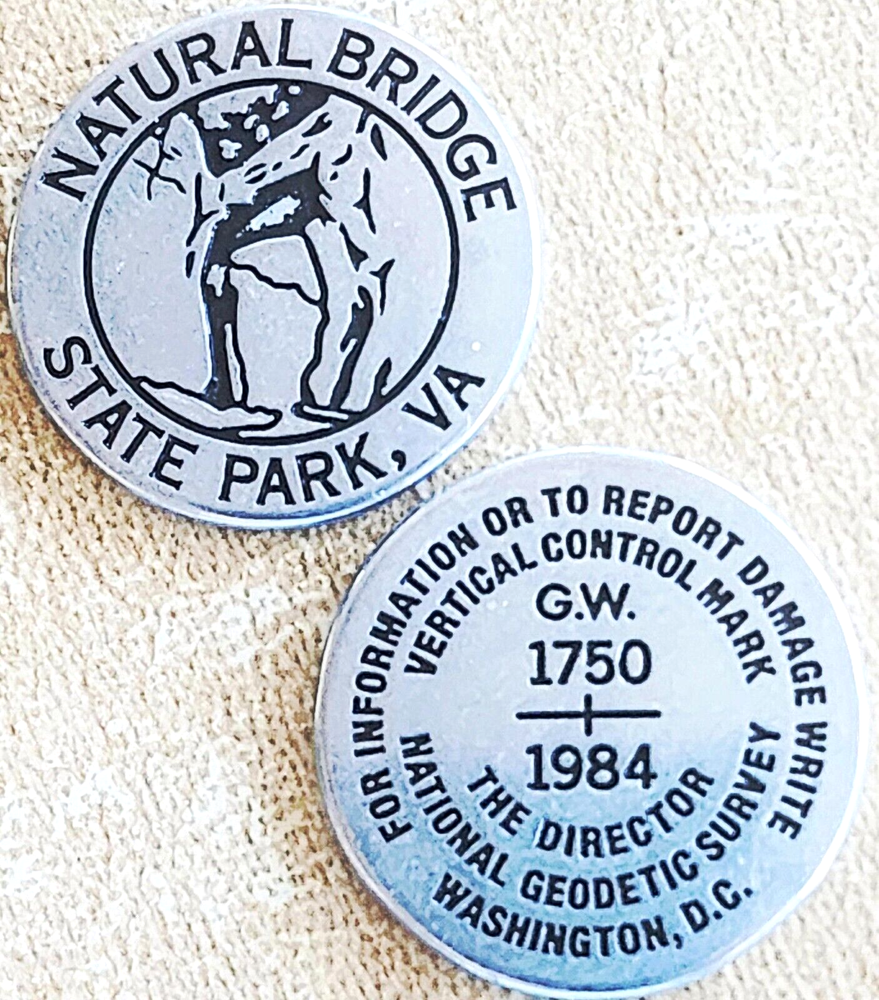 NATURAL BRIDGE
STATE PARK, VA
FOR INFORMATION OR TO REPORT DAMAGE WRITE
VERTICAL CONTROL MARK
G.W.
1750
1984
THE DIRECTOR
NATIONAL GEODETIC SURVEY
WASHINGTON, D.C.